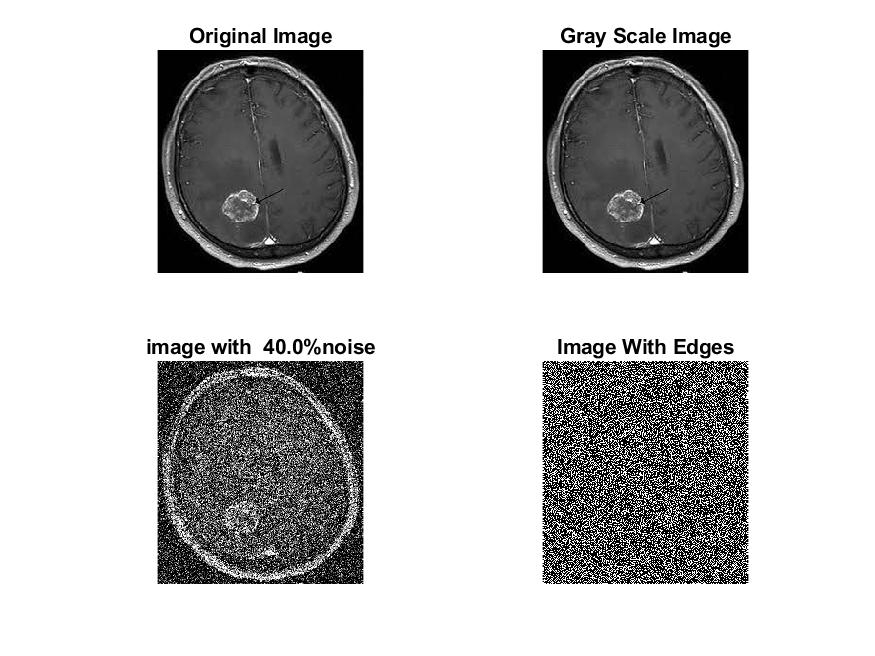 Original Image
Gray Scale Image
image with  40.0%noise
Image With Edges